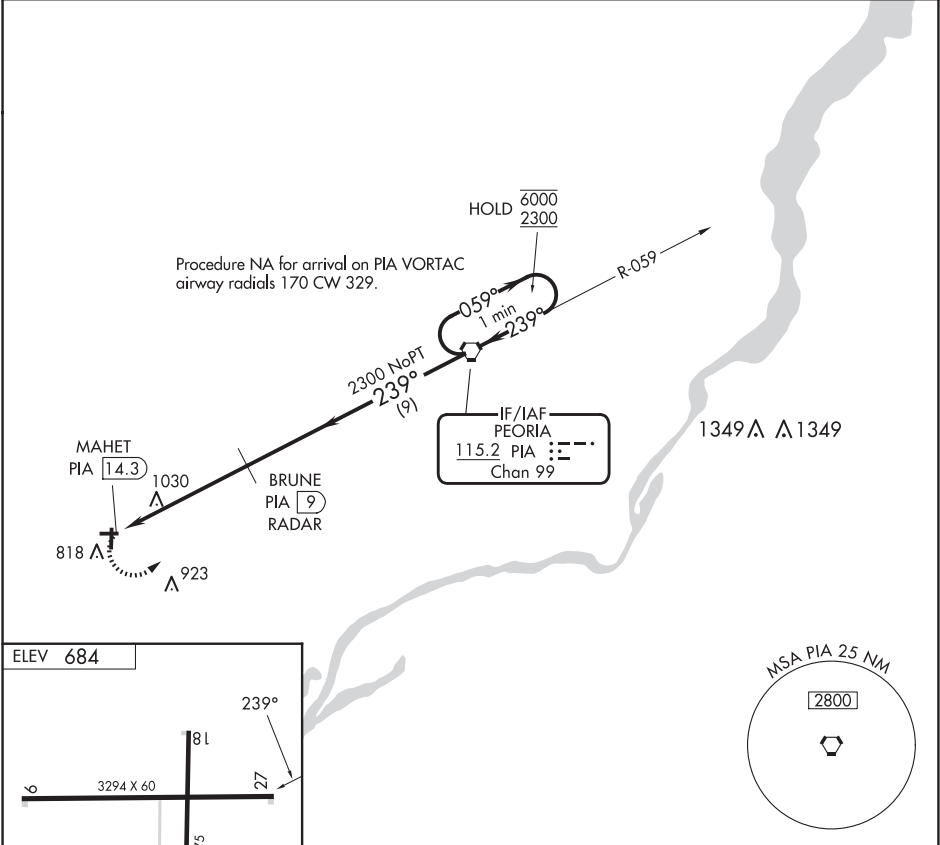 HOLD 6000
2300
Procedure NA for arrival on PIA VORTAC
airway radials 170 CW 329.
R-059
059°
1 min
239°
2300 NoPT
239°
(9)
IF/IAF
PEORIA
115.2 PIA
Chan 99
1349 1349
MAHET
PIA 14.3
1030
BRUNE
PIA 9
RADAR
818
923
ELEV 684
239°
18
9
3294 X 60
27
75
MSA PIA 25 NM
2800